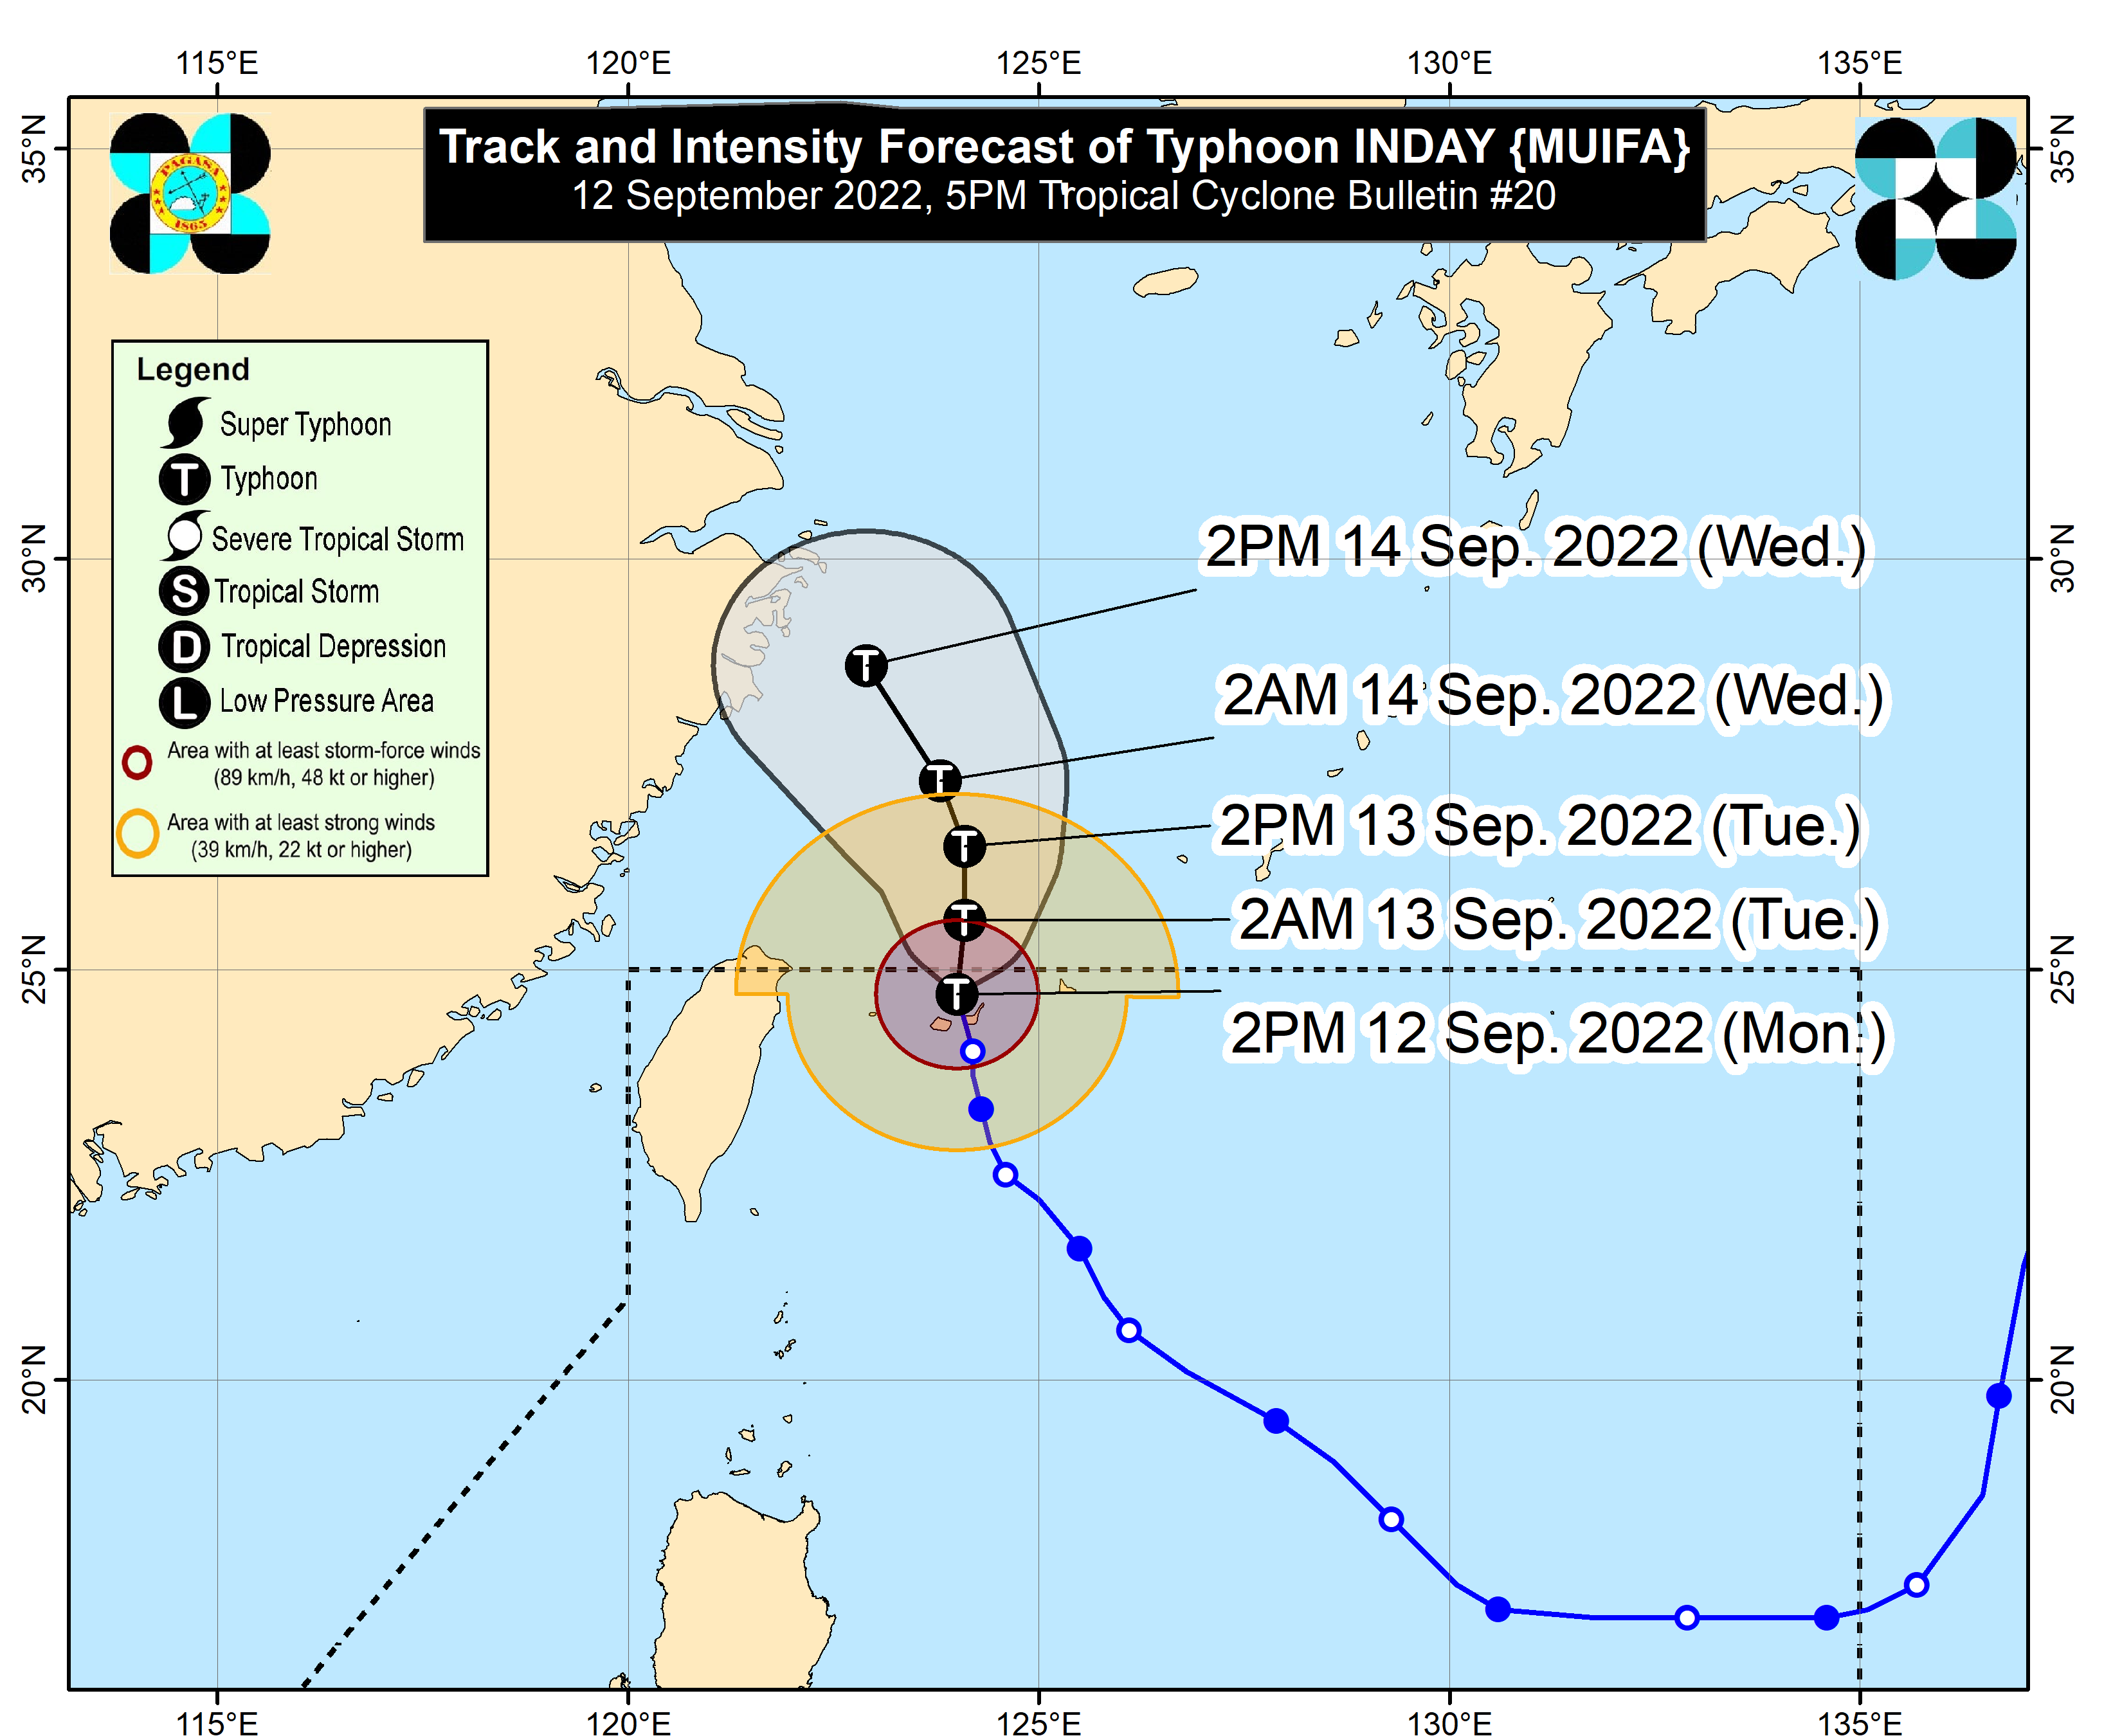 115°E 120°E 125°E 130°E 135°E
Track and Intensity Forecast of Typhoon INDAY {MUIFA}
12 September 2022, 5PM Tropical Cyclone Bulletin #20
PAGASA
1865
35°N
35°N
Legend
Super Typhoon
T Typhoon
Severe Tropical Storm
S Tropical Storm
D Tropical Depression
L Low Pressure Area
Area with at least storm-force winds
(89 km/h, 48 kt or higher)
Area with at least strong winds
(39 km/h, 22 kt or higher)
30°N
30°N
2PM 14 Sep. 2022 (Wed.)
T
2AM 14 Sep. 2022 (Wed.)
T
2PM 13 Sep. 2022 (Tue.)
T
2AM 13 Sep. 2022 (Tue.)
T
25°N
25°N
2PM 12 Sep. 2022 (Mon.)
T
20°N
20°N
115°E 120°E 125°E 130°E 135°E